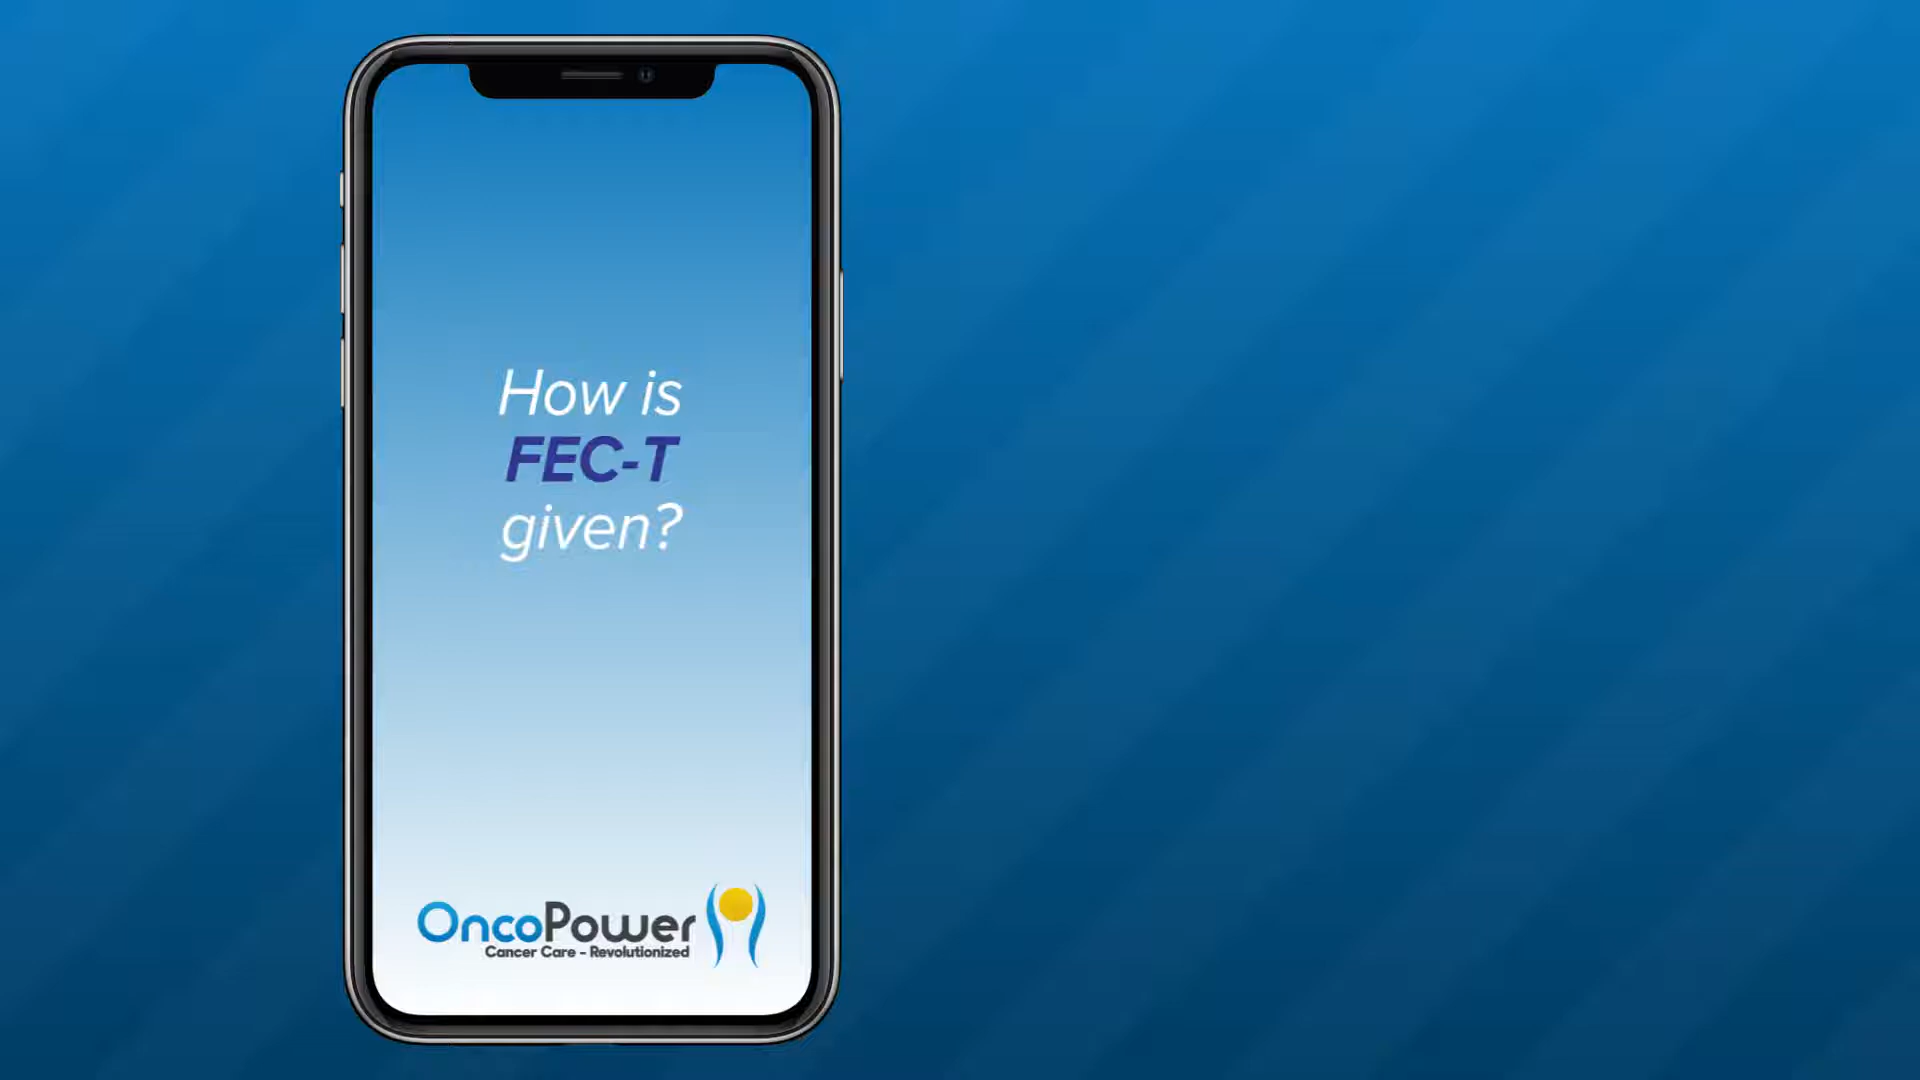 How is
FEC-T
given?
OncoPower
Cancer Care - Revolutionized